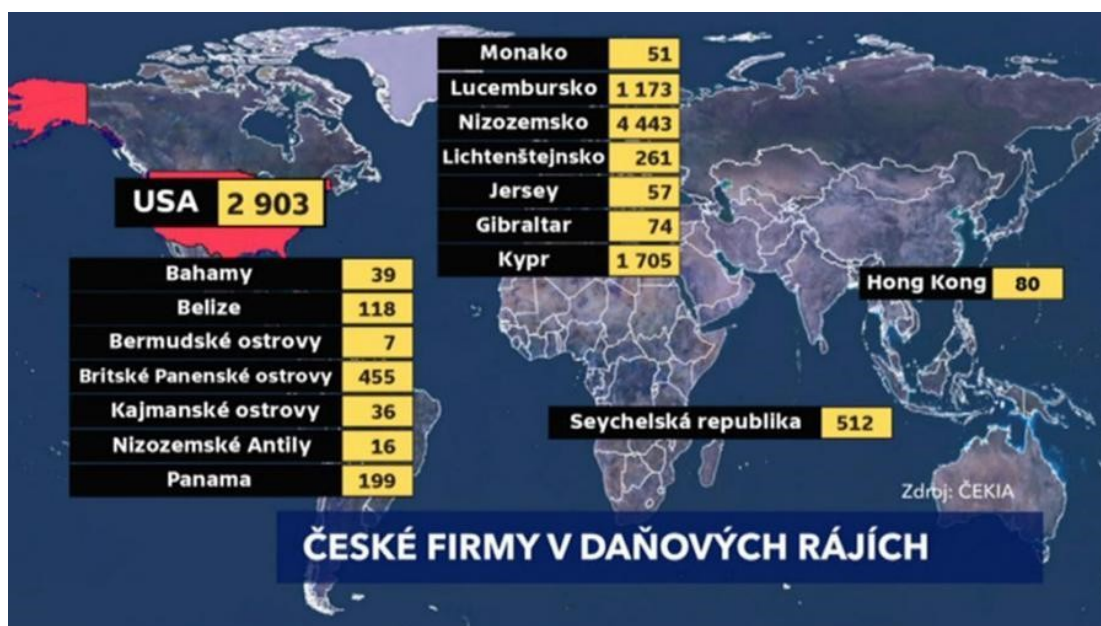 Monako 51
Lucembursko 1 173
Nizozemsko 4 443
Lichtenštejnsko 261
Jersey 57
Gibraltar 74
Kypr 1 705
USA 2 903
Bahamy 39
Belize 118
Bermudské ostrovy 7
Britské Panenské ostrovy 455
Kajmanské ostrovy 36
Nizozemské Antily 16
Panama 199
Hong Kong 80
Seychelská republika 512
Zdroj: ČEKIA
ČESKÉ FIRMY V DAŇOVÝCH RÁJÍCH